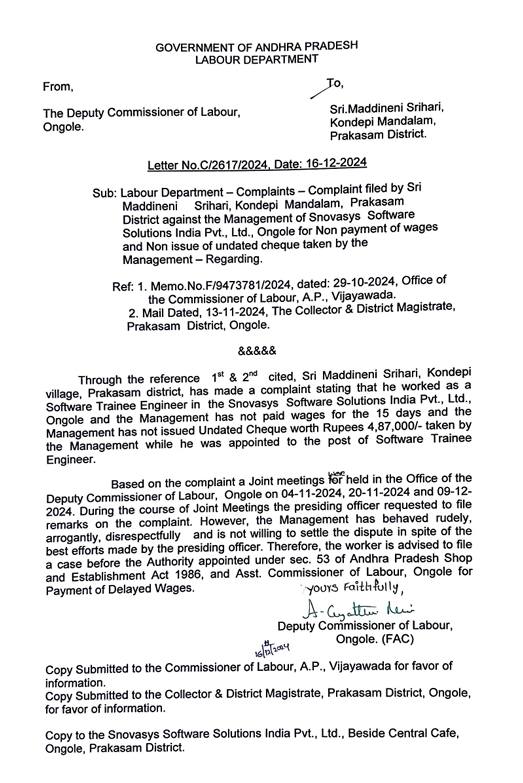 GOVERNMENT OF ANDHRA PRADESH
LABOUR DEPARTMENT
From,
To,
The Deputy Commissioner of Labour,
Ongole.
Sri.Maddineni Srihari,
Kondepi Mandalam,
Prakasam District.
Letter No.C/2617/2024, Date: 16-12-2024
Sub: Labour Department – Complaints – Complaint filed by Sri
Maddineni Srihari, Kondepi Mandalam, Prakasam
District against the Management of Snovasys Software
Solutions India Pvt., Ltd., Ongole for Non payment of wages
and Non issue of undated cheque taken by the
Management – Regarding.
Ref: 1. Memo.No.F/9473781/2024, dated: 29-10-2024, Office of
the Commissioner of Labour, A.P., Vijayawada.
2. Mail Dated, 13-11-2024, The Collector & District Magistrate,
Prakasam District, Ongole.
&&&&&
Through the reference 1st & 2nd cited, Sri Maddineni Srihari, Kondepi
village, Prakasam district, has made a complaint stating that he worked as a
Software Trainee Engineer in the Snovasys Software Solutions India Pvt., Ltd.,
Ongole and the Management has not paid wages for the 15 days and the
Management has not issued Undated Cheque worth Rupees 4,87,000/- taken by
the Management while he was appointed to the post of Software Trainee
Engineer.
Based on the complaint a Joint meetings for held in the Office of the
Deputy Commissioner of Labour, Ongole on 04-11-2024, 20-11-2024 and 09-12-
2024. During the course of Joint Meetings the presiding officer requested to file
remarks on the complaint. However, the Management has behaved rudely,
arrogantly, disrespectfully and is not willing to settle the dispute in spite of the
best efforts made by the presiding officer. Therefore, the worker is advised to file
a case before the Authority appointed under sec. 53 of Andhra Pradesh Shop
and Establishment Act 1986, and Asst. Commissioner of Labour, Ongole for
Payment of Delayed Wages.
yours Faithfully,
Deputy Commissioner of Labour,
Ongole. (FAC)
16/12/2024
Copy Submitted to the Commissioner of Labour, A.P., Vijayawada for favor of
information.
Copy Submitted to the Collector & District Magistrate, Prakasam District, Ongole,
for favor of information.
Copy to the Snovasys Software Solutions India Pvt., Ltd., Beside Central Cafe,
Ongole, Prakasam District.